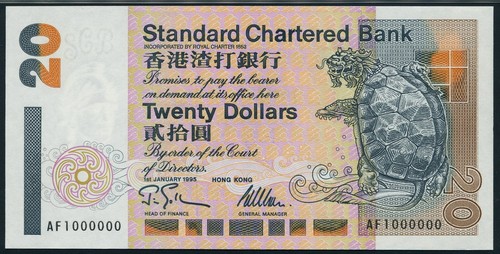 20
Standard Chartered Bank
INCORPORATED BY ROYAL CHARTER 1853
香港渣打銀行
Promises to pay the bearer
on demand at its office here
Twenty Dollars
貳拾圓
By order of the Court
of Directors.
1 JANUARY 1995 HONG KONG
HEAD OF FINANCE GENERAL MANAGER
AF1000000 AF1000000
20